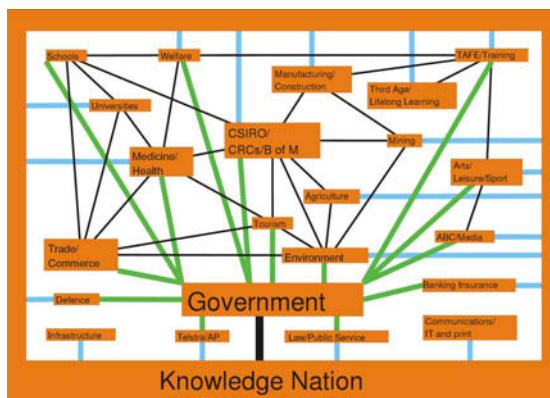 Schools
Welfare
TAFE/Training
Manufacturing/
Construction
Third Age/
Lifelong Learning
Universities
CSIRO/
CRCs/B of M
Mining
Medicine/
Health
Arts/
Leisure/Sport
Agriculture
Tourism
ABC/Media
Trade/
Commerce
Environment
Banking Insurance
Defence
Government
Infrastructure
Telstra/AP
Law/Public Service
Communications/
IT and print
Knowledge Nation